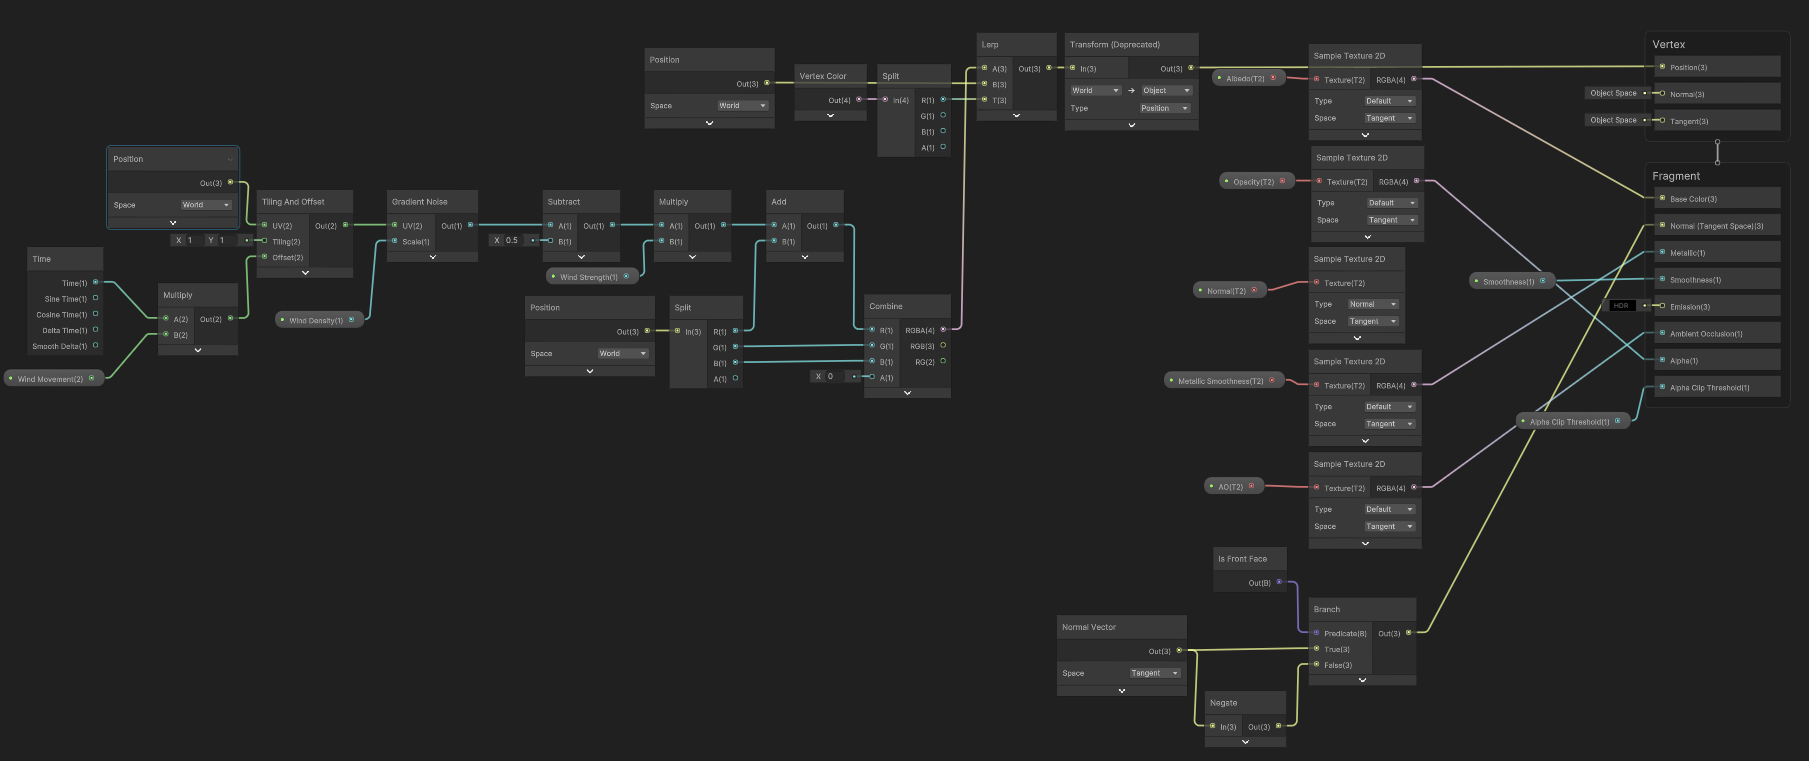 Position
Out(3)
Space World
Time
Time(1)
Sine Time(1)
Cosine Time(1)
Delta Time(1)
Smooth Delta(1)
Wind Movement(2)
Multiply
A(2) Out(2)
B(2)
X 1 Y 1
Tiling And Offset
UV(2) Out(2)
Tiling(2)
Offset(2)
Wind Density(1)
Gradient Noise
UV(2) Out(1)
Scale(1)
X 0.5
Subtract
A(1) Out(1)
B(1)
Wind Strength(1)
Multiply
A(1) Out(1)
B(1)
Add
A(1) Out(1)
B(1)
Position
Out(3)
Space World
Split
In(3) R(1)
G(1)
B(1)
A(1)
X 0
Combine
R(1) RGBA(4)
G(1) RGB(3)
B(1) RG(2)
A(1)
Position
Out(3)
Space World
Vertex Color
Out(4)
Split
In(4) R(1)
G(1)
B(1)
A(1)
Lerp
A(3) Out(3)
B(3)
T(3)
Transform (Deprecated)
In(3) Out(3)
World Object
Type Position
Albedo(T2)
Sample Texture 2D
Texture(T2) RGBA(4)
Type Default
Space Tangent
Opacity(T2)
Sample Texture 2D
Texture(T2) RGBA(4)
Type Default
Space Tangent
Normal(T2)
Sample Texture 2D
Texture(T2)
Type Normal
Space Tangent
Metallic Smoothness(T2)
Sample Texture 2D
Texture(T2) RGBA(4)
Type Default
Space Tangent
AO(T2)
Sample Texture 2D
Texture(T2) RGBA(4)
Type Default
Space Tangent
Is Front Face
Out(B)
Normal Vector
Out(3)
Space Tangent
Negate
In(3) Out(3)
Branch
Predicate(B) Out(3)
True(3)
False(3)
Smoothness(1)
Alpha Clip Threshold(1)
Vertex
Position(3)
Object Space Normal(3)
Object Space Tangent(3)
Fragment
Base Color(3)
Normal (Tangent Space)(3)
Metallic(1)
Smoothness(1)
HDR Emission(3)
Ambient Occlusion(1)
Alpha(1)
Alpha Clip Threshold(1)